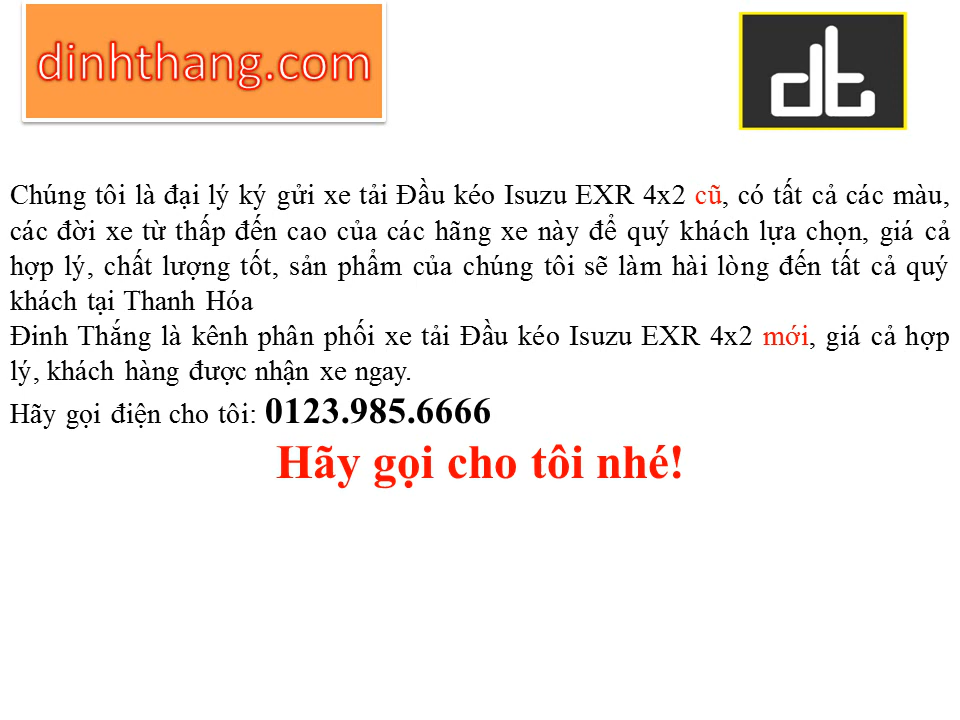 dinhthang.com
dt
Chúng tôi là đại lý ký gửi xe tải Đầu kéo Isuzu EXR 4x2 cũ, có tất cả các màu,
các đời xe từ thấp đến cao của các hãng xe này để quý khách lựa chọn, giá cả
hợp lý, chất lượng tốt, sản phẩm của chúng tôi sẽ làm hài lòng đến tất cả quý
khách tại Thanh Hóa
Đinh Thắng là kênh phân phối xe tải Đầu kéo Isuzu EXR 4x2 mới, giá cả hợp
lý, khách hàng được nhận xe ngay.
Hãy gọi điện cho tôi: 0123.985.6666
Hãy gọi cho tôi nhé!